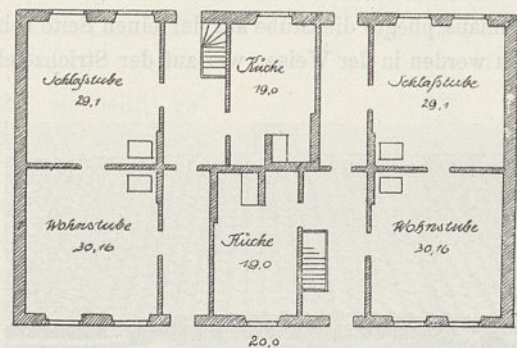 Schlafstube
29,1
Küche
19,0
Schlafstube
29,1
Wohnstube
30,16
Küche
19.0
Wohnstube
30,16
20,0